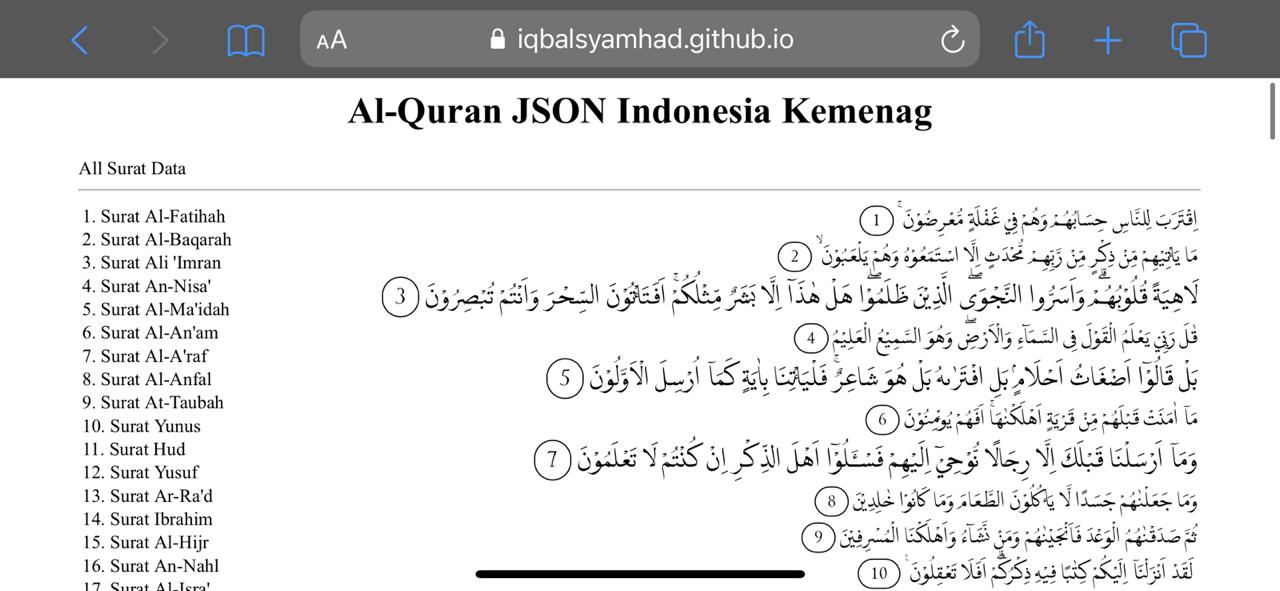 AA iqbalsyamhad.github.io
Al-Quran JSON Indonesia Kemenag
All Surat Data
1. Surat Al-Fatihah
2. Surat Al-Baqarah
3. Surat Ali 'Imran
4. Surat An-Nisa'
5. Surat Al-Ma'idah
6. Surat Al-An'am
7. Surat Al-A'raf
8. Surat Al-Anfal
9. Surat At-Taubah
10. Surat Yunus
11. Surat Hud
12. Surat Yusuf
13. Surat Ar-Ra'd
14. Surat Ibrahim
15. Surat Al-Hijr
16. Surat An-Nahl
17. Surat Al-Isra'
اِقْتَرَبَ لِلنَّاسِ حِسَابُهُمْ وَهُمْ فِيْ غَفْلَةٍ مُّعْرِضُوْنَ ۚ 1
مَا يَأْتِيْهِمْ مِّنْ ذِكْرٍ مِّنْ رَّبِّهِمْ مُّحْدَثٍ اِلَّا اسْتَمَعُوْهُ وَهُمْ يَلْعَبُوْنَ ۙ 2
لَاهِيَةً قُلُوْبُهُمْۗ وَاَسَرُّوا النَّجْوَىۖ الَّذِيْنَ ظَلَمُوْاۖ هَلْ هٰذَآ اِلَّا بَشَرٌ مِّثْلُكُمْۚ اَفَتَأْتُوْنَ السِّحْرَ وَاَنْتُمْ تُبْصِرُوْنَ 3
قٰلَ رَبِّيْ يَعْلَمُ الْقَوْلَ فِى السَّمَاۤءِ وَالْاَرْضِۖ وَهُوَ السَّمِيْعُ الْعَلِيْمُ 4
بَلْ قَالُوْٓا اَضْغَاثُ اَحْلَامٍۢ بَلِ افْتَرٰىهُ بَلْ هُوَ شَاعِرٌۚ فَلْيَأْتِنَا بِاٰيَةٍ كَمَآ اُرْسِلَ الْاَوَّلُوْنَ 5
مَآ اٰمَنَتْ قَبْلَهُمْ مِّنْ قَرْيَةٍ اَهْلَكْنٰهَاۚ اَفَهُمْ يُؤْمِنُوْنَ 6
وَمَآ اَرْسَلْنَا قَبْلَكَ اِلَّا رِجَالًا نُّوْحِيْٓ اِلَيْهِمْ فَسْـَٔلُوْٓا اَهْلَ الذِّكْرِ اِنْ كُنْتُمْ لَا تَعْلَمُوْنَ 7
وَمَا جَعَلْنٰهُمْ جَسَدًا لَّا يَأْكُلُوْنَ الطَّعَامَ وَمَا كَانُوْا خٰلِدِيْنَ 8
ثُمَّ صَدَقْنٰهُمُ الْوَعْدَ فَاَنْجَيْنٰهُمْ وَمَنْ نَّشَاۤءُ وَاَهْلَكْنَا الْمُسْرِفِيْنَ 9
لَقَدْ اَنْزَلْنَآ اِلَيْكُمْ كِتٰبًا فِيْهِ ذِكْرُكُمْۗ اَفَلَا تَعْقِلُوْنَ ۚ 10